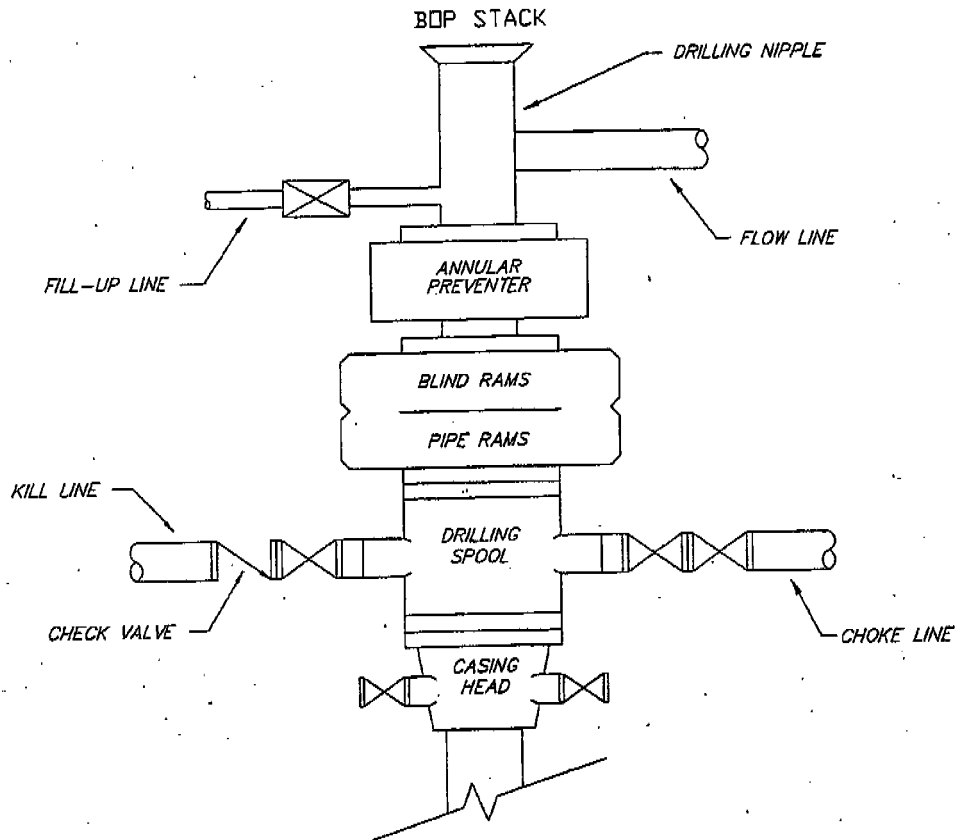 BOP STACK
DRILLING NIPPLE
FLOW LINE
FILL-UP LINE
ANNULAR
PREVENTER
BLIND RAMS
PIPE RAMS
KILL LINE
DRILLING
SPOOL
CHECK VALVE
CHOKE LINE
CASING
HEAD